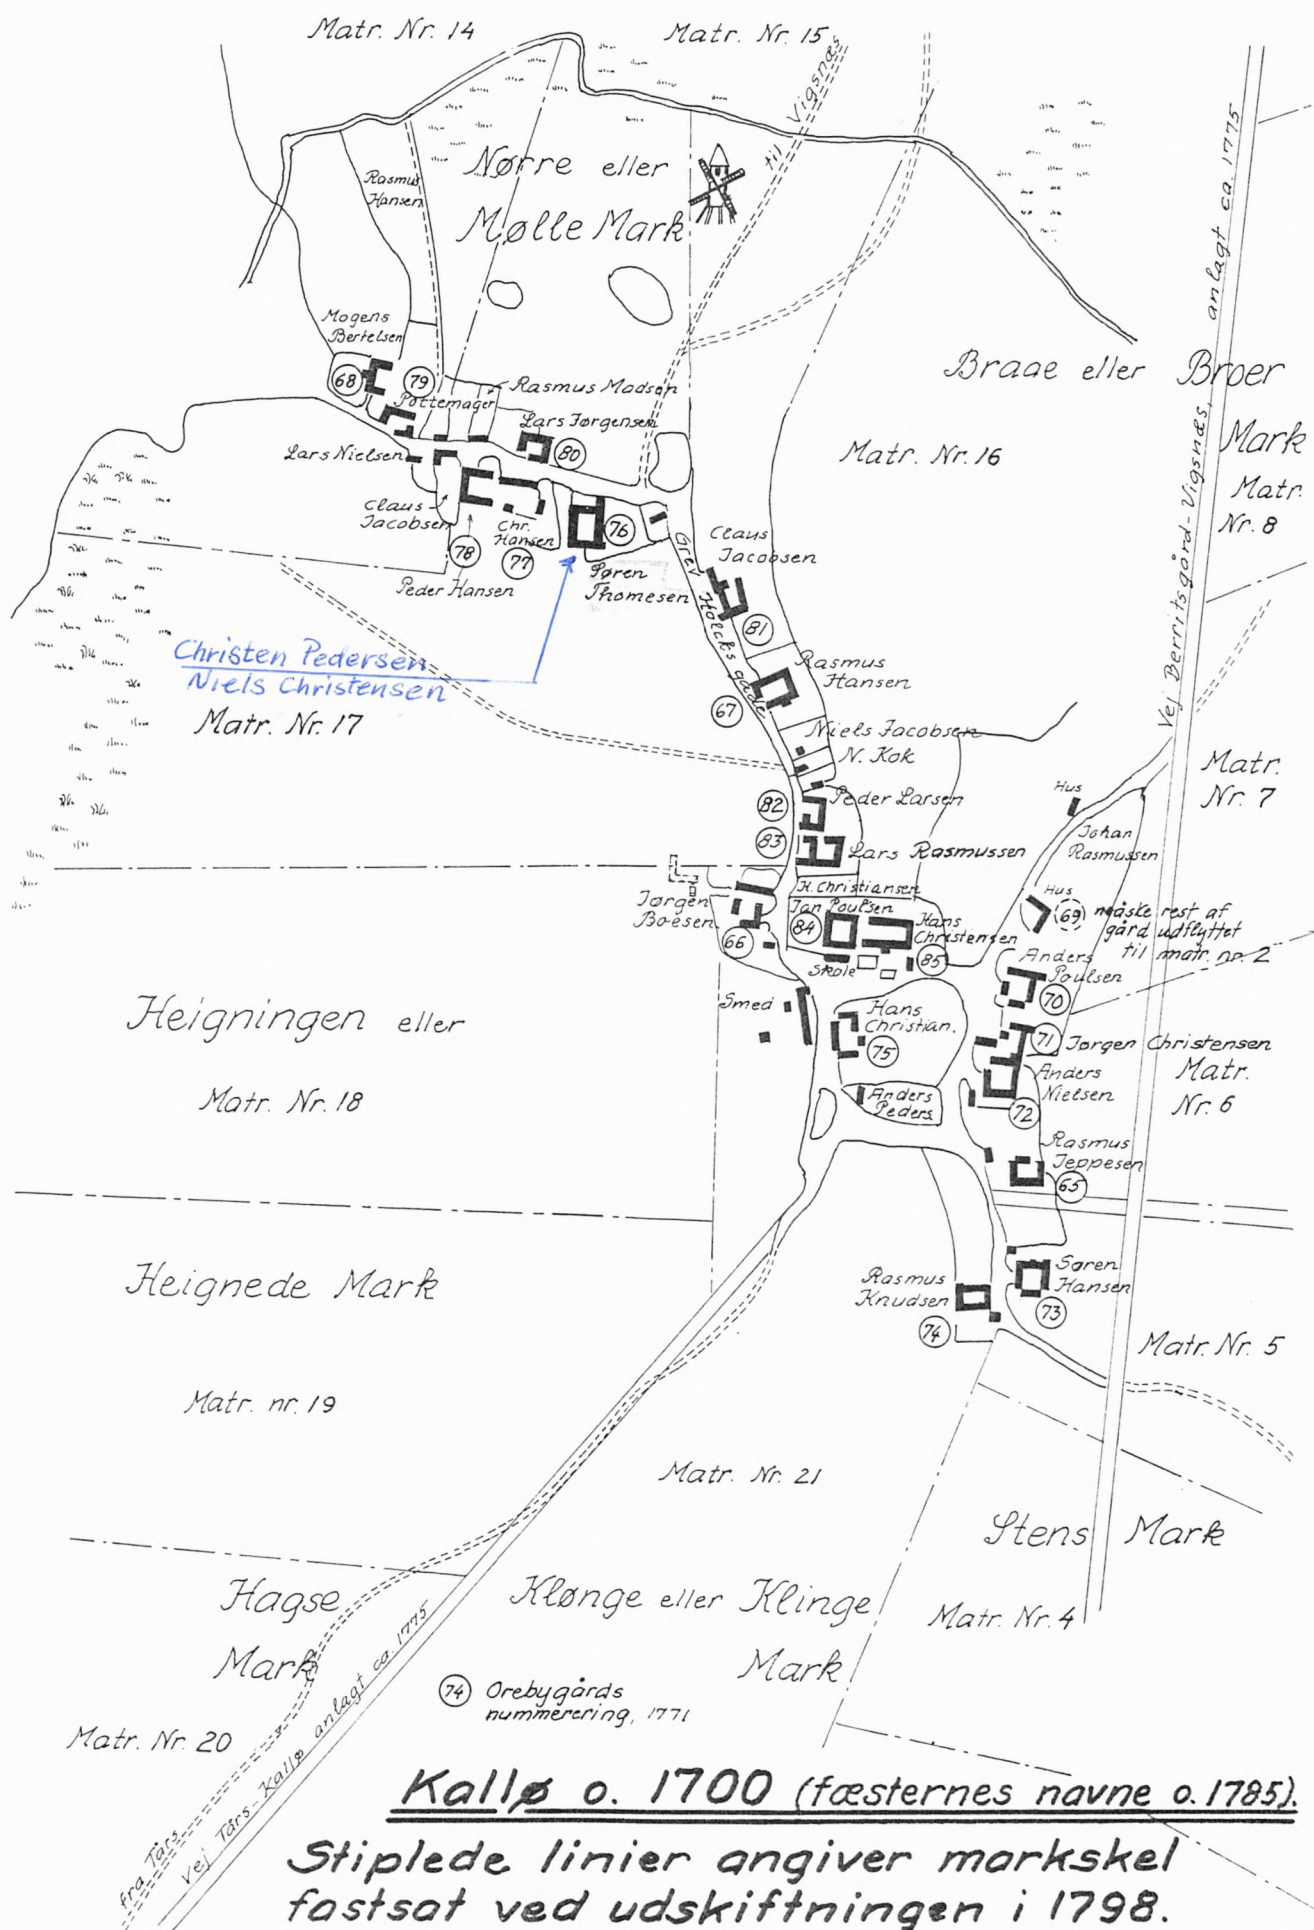 Matr. Nr. 14
Matr. Nr. 15
til Vigsnæs
Vej Berritsgård-Vigsnæs, anlagt ca. 1775
Nørre eller
Mølle Mark
Rasmus
Hansen
Mogens
Bertelsen
68
79
Pottemager
Rasmus Madsen
Lars Jørgensen
80
Braae eller Broer
Mark
Matr. Nr. 16
Matr.
Nr. 8
Lars Nielsen
Claus
Jacobsen
78
Peder Hansen
Chr.
Hansen
77
76
Søren
Thomesen
Grev Holcks gade
Claus
Jacobsen
81
Christen Pedersen
Niels Christensen
Matr. Nr. 17
Rasmus
Hansen
67
Niels Jacobsen
N. Kok
82
Peder Larsen
83
Lars Rasmussen
Matr.
Nr. 7
Hus
Johan
Rasmussen
H. Christiansen
Jørgen
Boesen
66
Jan Poulsen
84
Hans
Christensen
85
Skole
Hus
69 måske rest af
gård udflyttet
til matr. nr. 2
Anders
Poulsen
70
Smed
Hans
Christian.
75
71 Jørgen Christensen
Anders
Nielsen
72
Matr.
Nr. 6
Anders
Peders.
Heigningen eller
Matr. Nr. 18
Rasmus
Jeppesen
65
Heignede Mark
Rasmus
Knudsen
74
Søren
Hansen
73
Matr. Nr. 5
Matr. nr. 19
Matr. Nr. 21
Stens Mark
Hagse
Mark
Klønge eller Klinge
Mark
Matr. Nr. 4
74 Orebygårds
nummerering, 1771
Matr. Nr. 20
fra Tårs
Vej Tårs-Kallø anlagt ca. 1775
Kallø o. 1700 (fæsternes navne o. 1785).
Stiplede linier angiver markskel
fastsat ved udskiftningen i 1798.